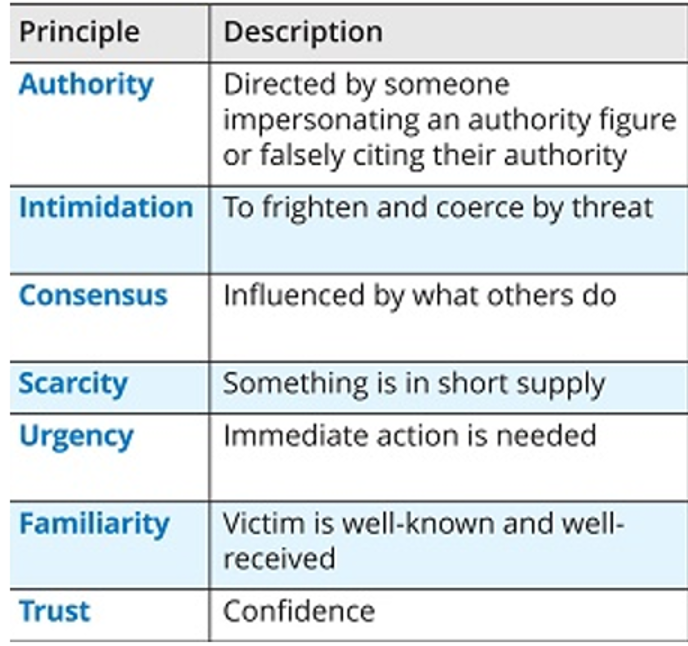 Principle Description
Authority Directed by someone
impersonating an authority figure
or falsely citing their authority
Intimidation To frighten and coerce by threat
Consensus Influenced by what others do
Scarcity Something is in short supply
Urgency Immediate action is needed
Familiarity Victim is well-known and well-
received
Trust Confidence